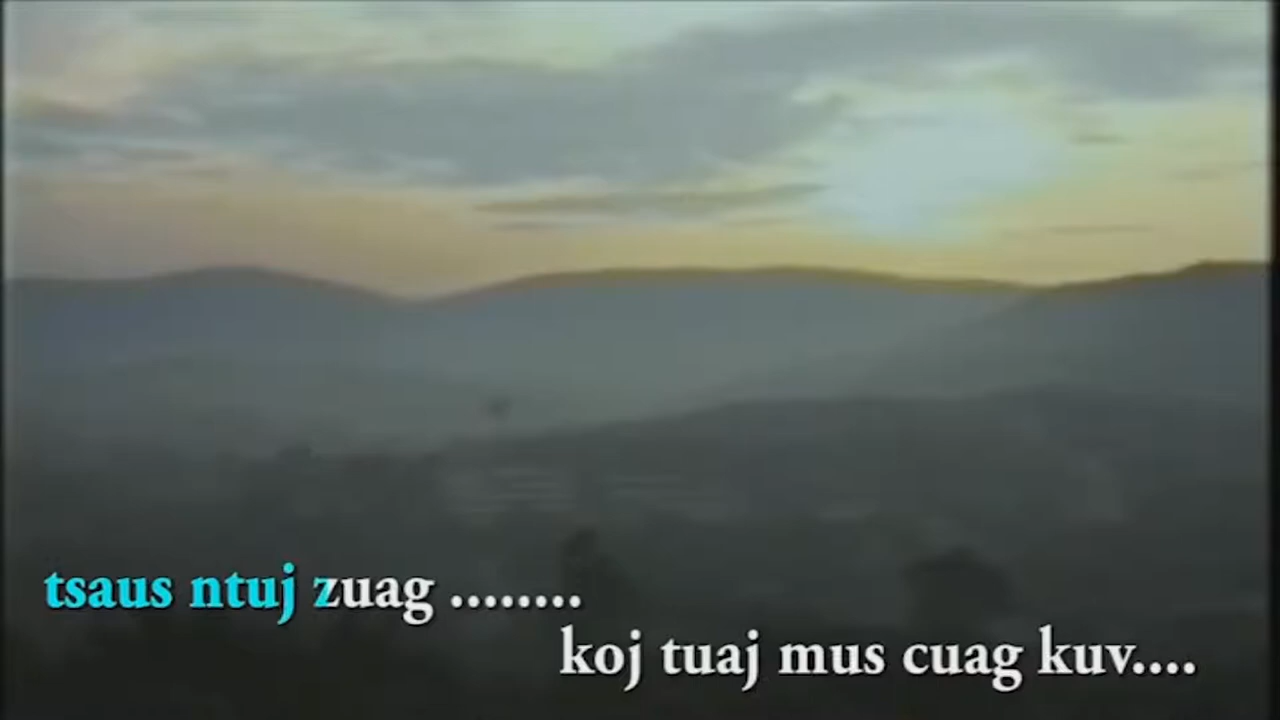 tsaus ntuj zuag ........
koj tuaj mus cuag kuv....